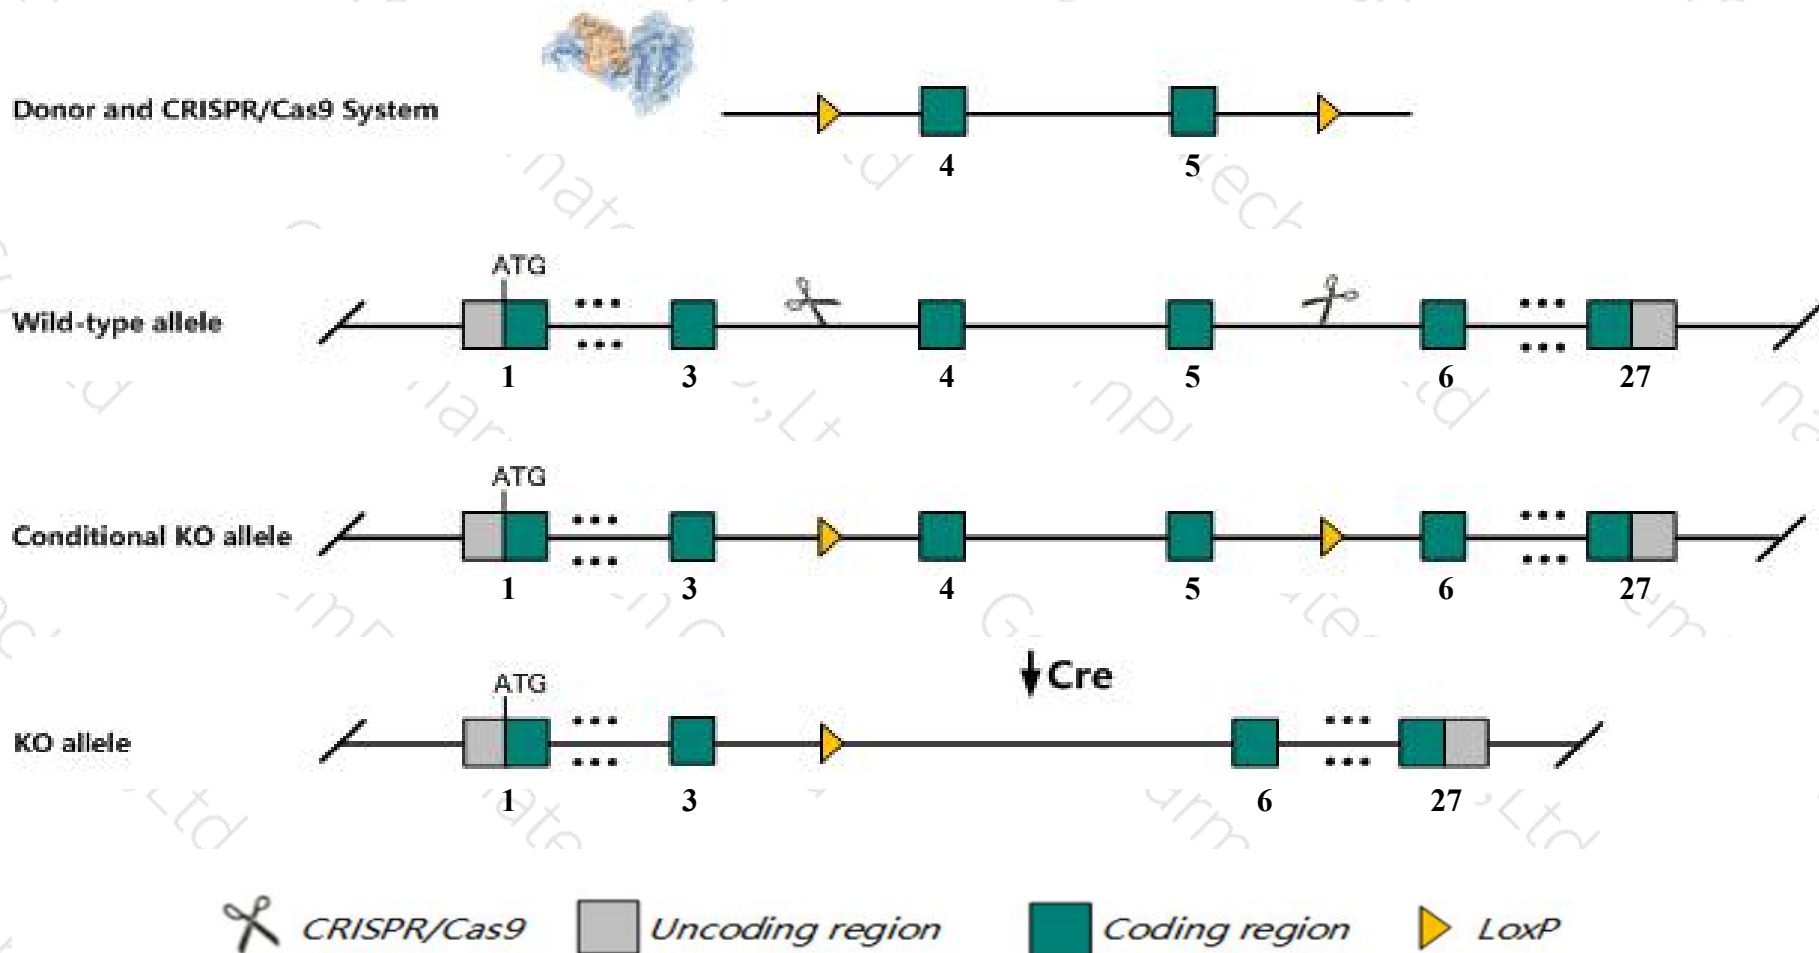 Donor and CRISPR/Cas9 System
4 5
ATG
Wild-type allele
1 3 4 5 6 27
ATG
Conditional KO allele
1 3 4 5 6 27
Cre
ATG
KO allele
1 3 6 27
CRISPR/Cas9 Uncoding region Coding region LoxP